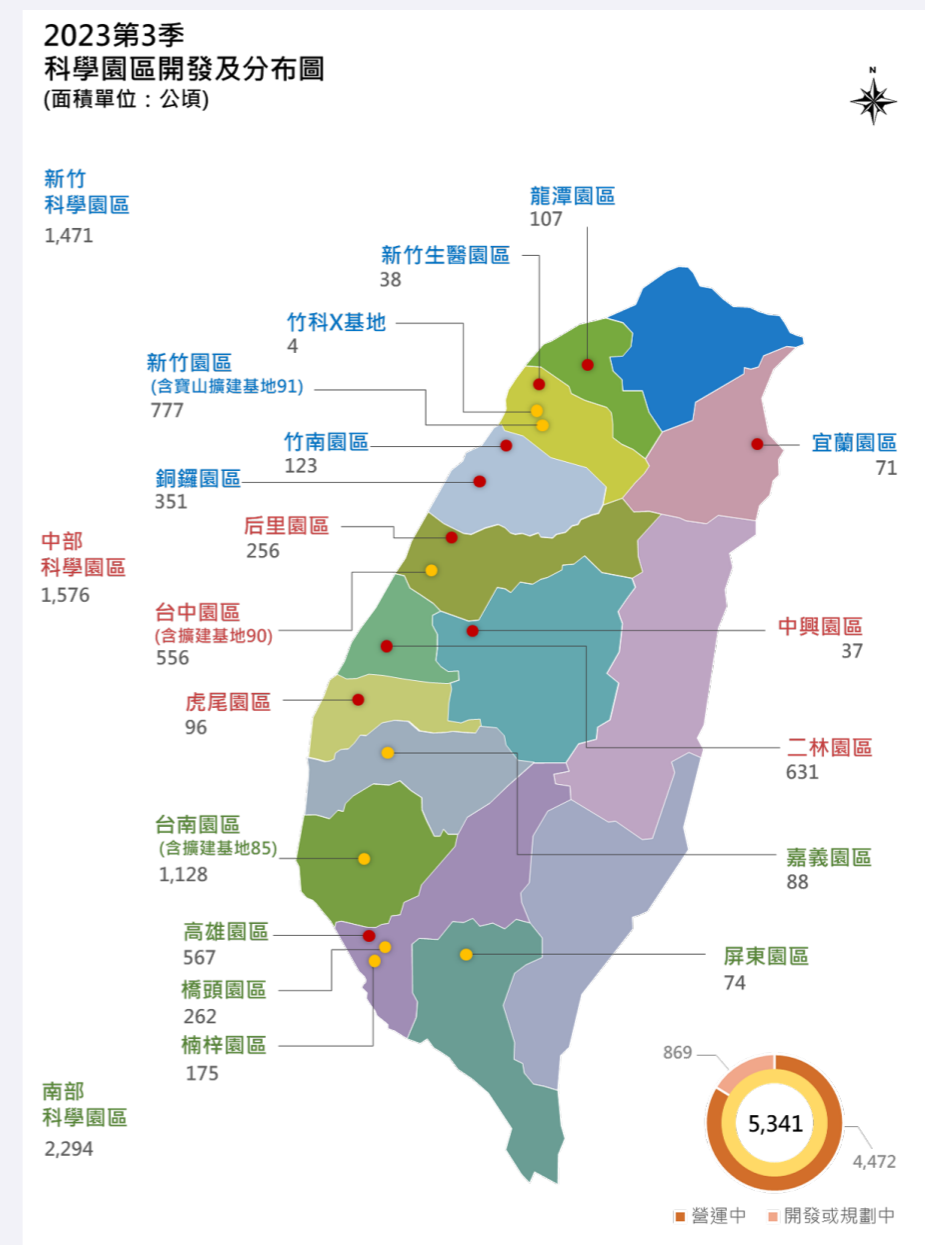 2023第3季
科學園區開發及分布圖
(面積單位：公頃)
N
新竹
科學園區
1,471
龍潭園區
107
新竹生醫園區
38
竹科X基地
4
新竹園區
(含寶山擴建基地91)
777
竹南園區
123
宜蘭園區
71
銅鑼園區
351
后里園區
256
中部
科學園區
1,576
台中園區
(含擴建基地90)
556
中興園區
37
虎尾園區
96
二林園區
631
台南園區
(含擴建基地85)
1,128
嘉義園區
88
高雄園區
567
屏東園區
74
橋頭園區
262
楠梓園區
175
南部
科學園區
2,294
869
5,341
4,472
營運中
開發或規劃中